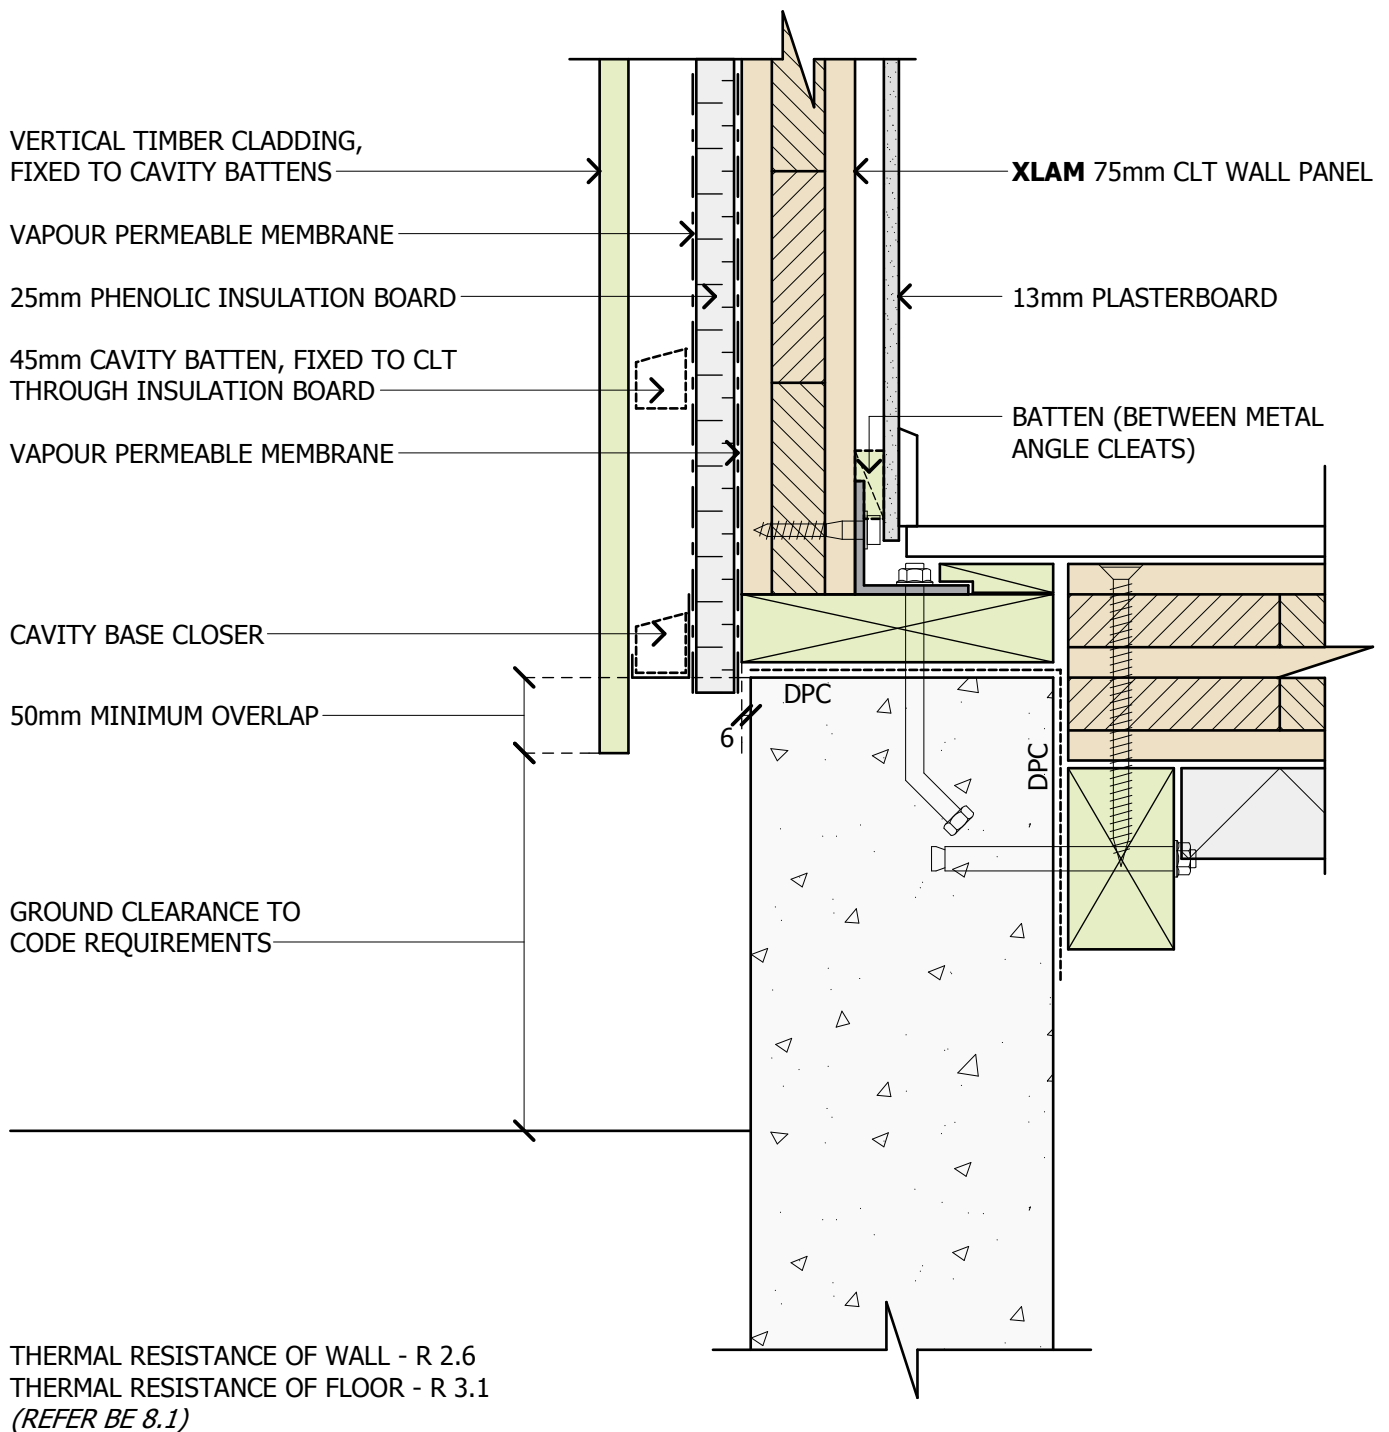 VERTICAL TIMBER CLADDING,
FIXED TO CAVITY BATTENS
VAPOUR PERMEABLE MEMBRANE
25mm PHENOLIC INSULATION BOARD
45mm CAVITY BATTEN, FIXED TO CLT
THROUGH INSULATION BOARD
VAPOUR PERMEABLE MEMBRANE
CAVITY BASE CLOSER
50mm MINIMUM OVERLAP
GROUND CLEARANCE TO
CODE REQUIREMENTS
XLAM 75mm CLT WALL PANEL
13mm PLASTERBOARD
BATTEN (BETWEEN METAL
ANGLE CLEATS)
DPC
6
DPC
THERMAL RESISTANCE OF WALL - R 2.6
THERMAL RESISTANCE OF FLOOR - R 3.1
(REFER BE 8.1)